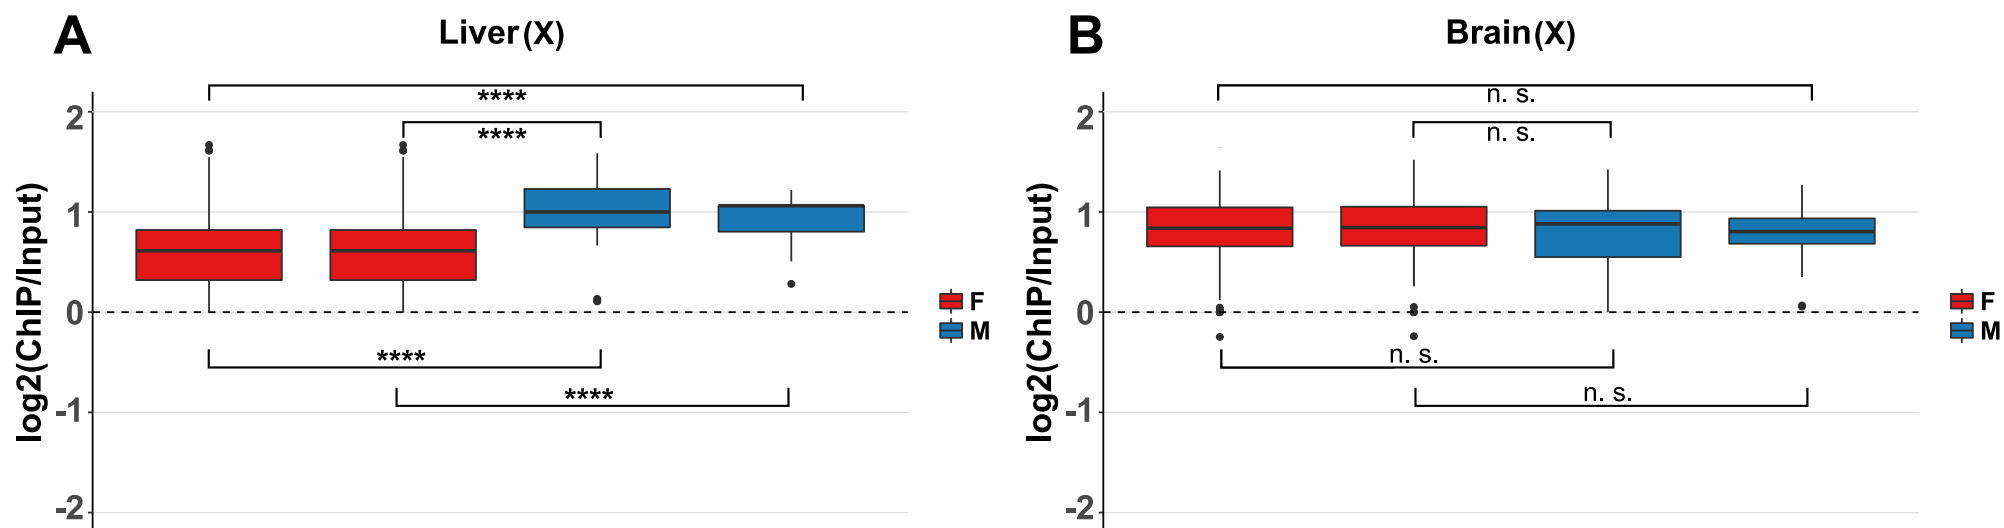 A
Liver(X)
log2(ChIP/Input)
2
1
0
-1
-2
****
****
****
****
F
M
B
Brain(X)
log2(ChIP/Input)
2
1
0
-1
-2
n. s.
n. s.
n. s.
n. s.
F
M